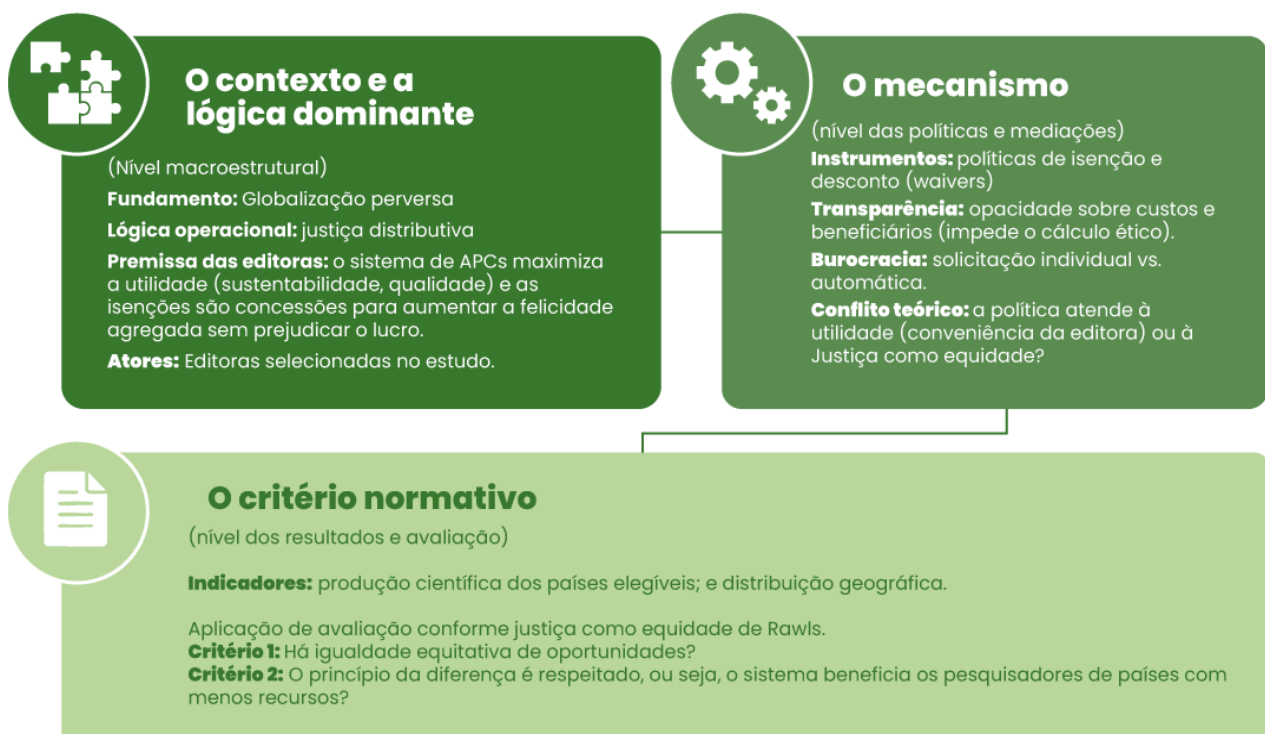 O contexto e a
lógica dominante
(Nível macroestrutural)
Fundamento: Globalização perversa
Lógica operacional: justiça distributiva
Premissa das editoras: o sistema de APCs maximiza
a utilidade (sustentabilidade, qualidade) e as
isenções são concessões para aumentar a felicidade
agregada sem prejudicar o lucro.
Atores: Editoras selecionadas no estudo.
O mecanismo
(nível das políticas e mediações)
Instrumentos: políticas de isenção e
desconto (waivers)
Transparência: opacidade sobre custos e
beneficiários (impede o cálculo ético).
Burocracia: solicitação individual vs.
automática.
Conflito teórico: a política atende à
utilidade (conveniência da editora) ou à
Justiça como equidade?
O critério normativo
(nível dos resultados e avaliação)
Indicadores: produção científica dos países elegíveis; e distribuição geográfica.
Aplicação de avaliação conforme justiça como equidade de Rawls.
Critério 1: Há igualdade equitativa de oportunidades?
Critério 2: O princípio da diferença é respeitado, ou seja, o sistema beneficia os pesquisadores de países com
menos recursos?